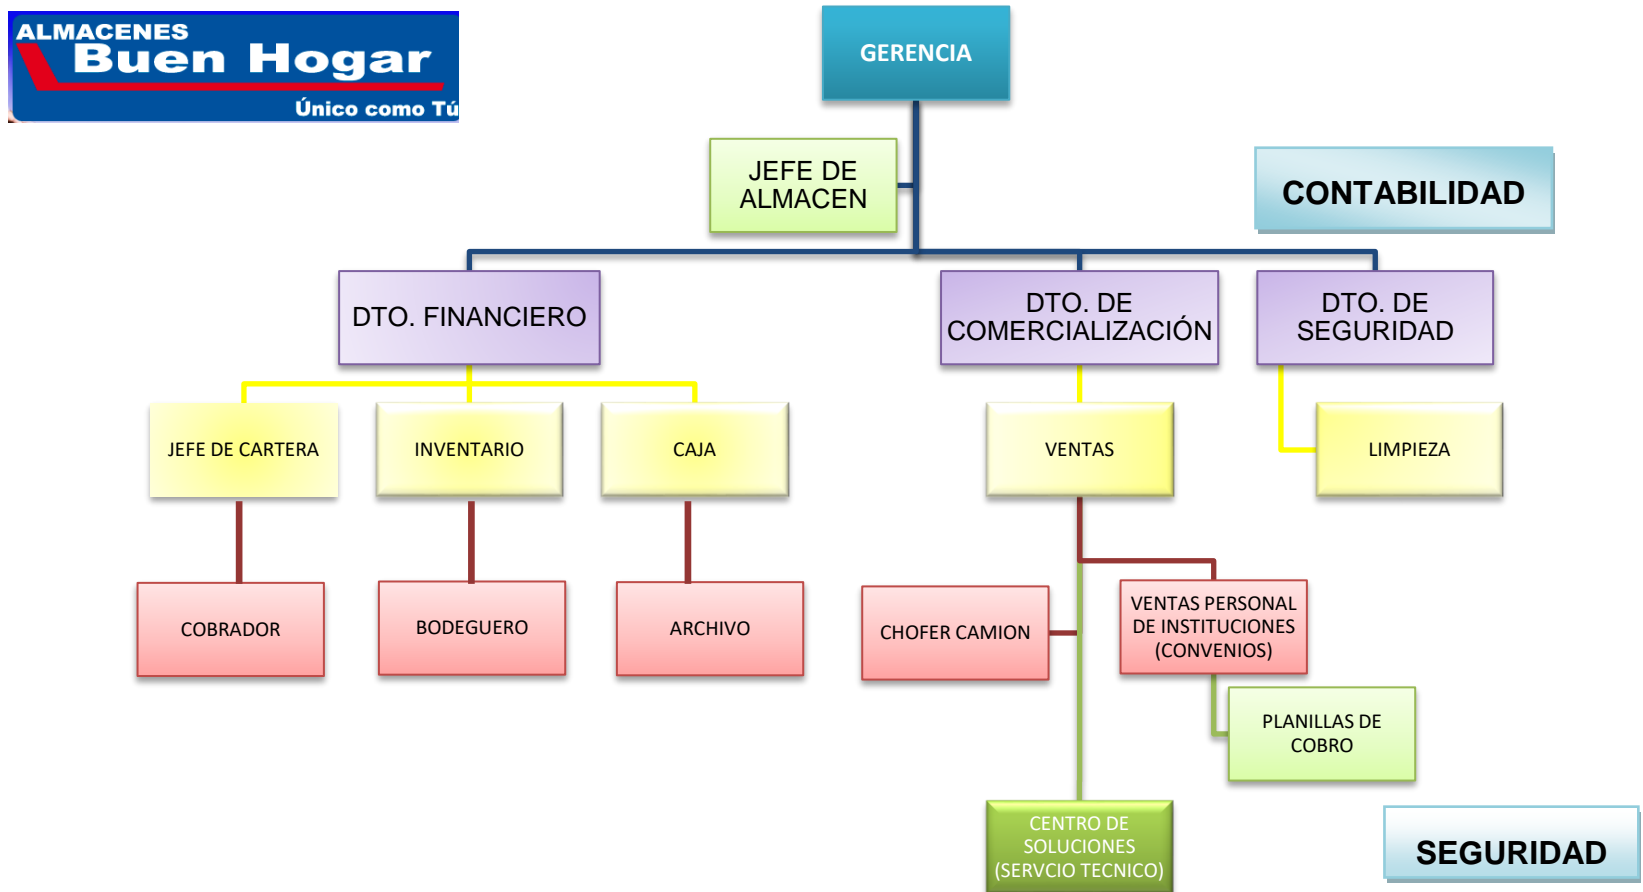 ALMACENES
Buen Hogar
Único como Tú
GERENCIA
JEFE DE
ALMACEN
CONTABILIDAD
DTO. FINANCIERO
DTO. DE
COMERCIALIZACIÓN
DTO. DE
SEGURIDAD
JEFE DE CARTERA
INVENTARIO
CAJA
VENTAS
LIMPIEZA
COBRADOR
BODEGUERO
ARCHIVO
CHOFER CAMION
VENTAS PERSONAL
DE INSTITUCIONES
(CONVENIOS)
PLANILLAS DE
COBRO
CENTRO DE
SOLUCIONES
(SERVCIO TECNICO)
SEGURIDAD